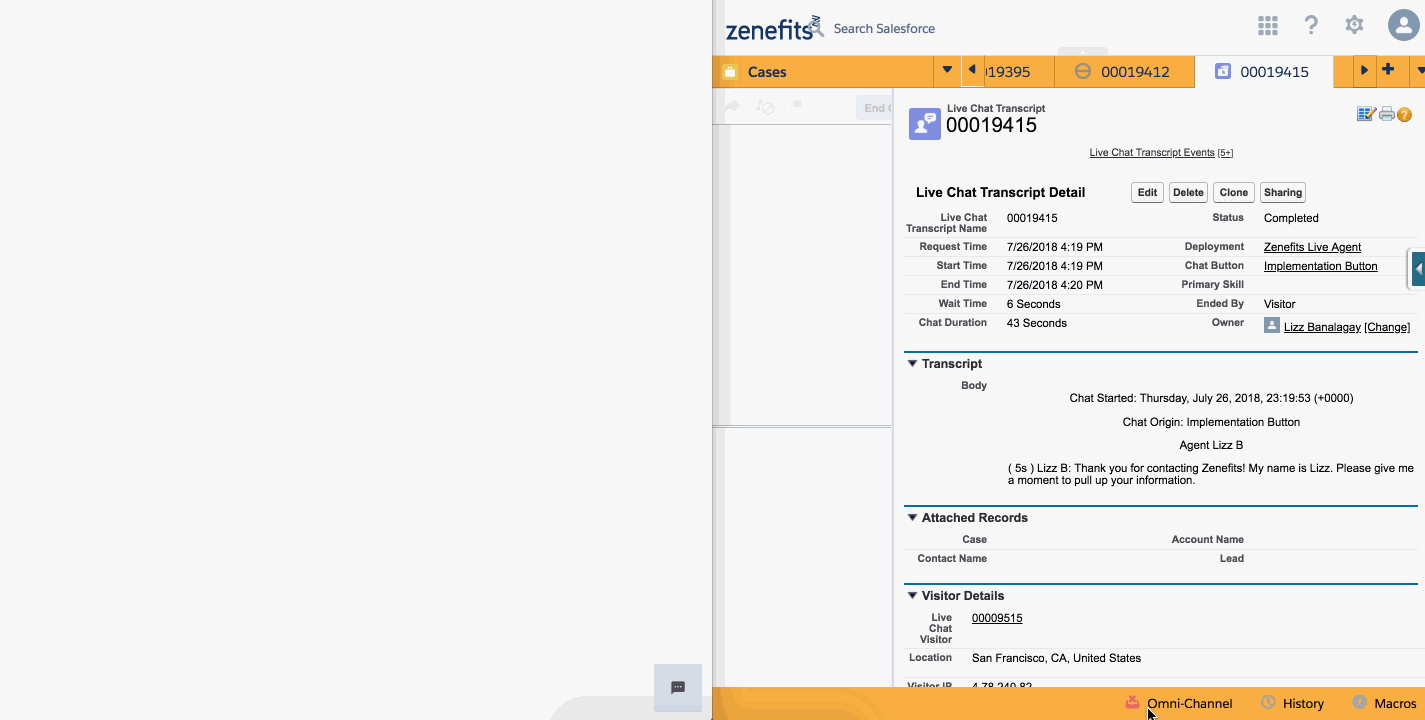 zenefits
Search Salesforce
?
Cases
19395
00019412
00019415
End
Live Chat Transcript
00019415
?
Live Chat Transcript Events [5+]
Live Chat Transcript Detail
Edit
Delete
Clone
Sharing
Live Chat Transcript Name
00019415
Status
Completed
Request Time
7/26/2018 4:19 PM
Deployment
Zenefits Live Agent
Start Time
7/26/2018 4:19 PM
Chat Button
Implementation Button
End Time
7/26/2018 4:20 PM
Primary Skill
Wait Time
6 Seconds
Ended By
Visitor
Chat Duration
43 Seconds
Owner
Lizz Banalagay [Change]
Transcript
Body
Chat Started: Thursday, July 26, 2018, 23:19:53 (+0000)
Chat Origin: Implementation Button
Agent Lizz B
( 5s ) Lizz B: Thank you for contacting Zenefits! My name is Lizz. Please give me
a moment to pull up your information.
Attached Records
Case
Account Name
Contact Name
Lead
Visitor Details
Live
Chat
Visitor
00009515
Location
San Francisco, CA, United States
Visitor IP
4.78.240.82
Omni-Channel
History
Macros